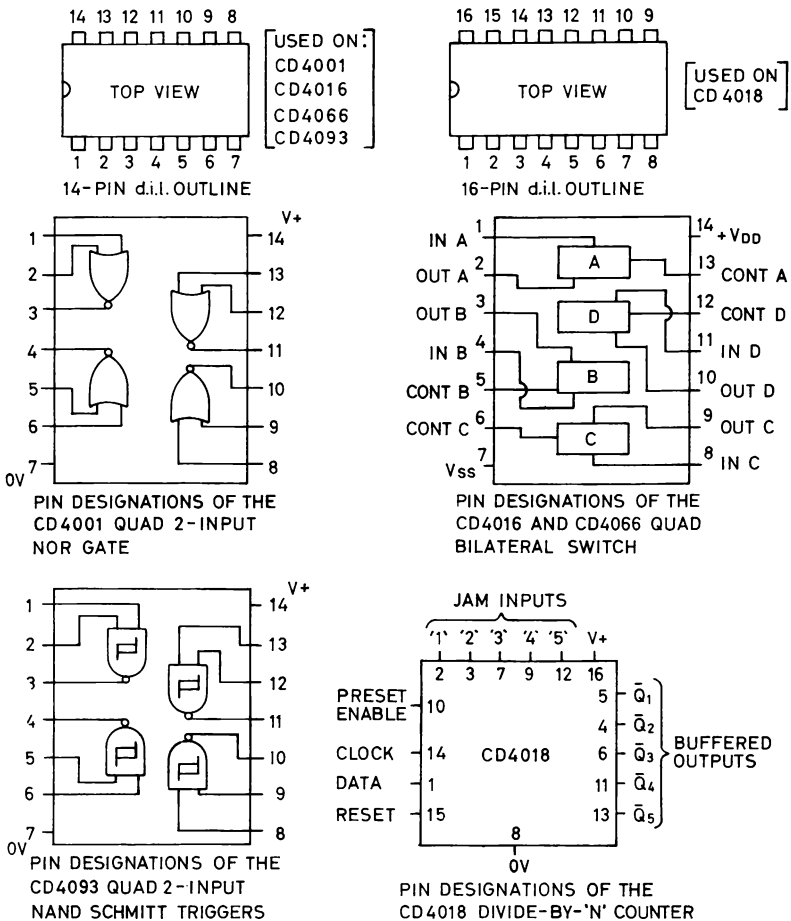 14 13 12 11 10 9 8
TOP VIEW
1 2 3 4 5 6 7
14-PIN d.i.l. OUTLINE
USED ON:
CD4001
CD4016
CD4066
CD4093
16 15 14 13 12 11 10 9
TOP VIEW
1 2 3 4 5 6 7 8
16-PIN d.i.l. OUTLINE
USED ON
CD4018
V+
1 14
2 13
3 12
4 11
5 10
6 9
7 8
0V
PIN DESIGNATIONS OF THE
CD4001 QUAD 2-INPUT
NOR GATE
IN A 1
OUT A 2
OUT B 3
IN B 4
CONT B 5
CONT C 6
7
Vss
A
D
B
C
14 +VDD
13 CONT A
12 CONT D
11 IN D
10 OUT D
9 OUT C
8 IN C
PIN DESIGNATIONS OF THE
CD4016 AND CD4066 QUAD
BILATERAL SWITCH
V+
1 14
2 13
3 12
4 11
5 10
6 9
7 8
0V
PIN DESIGNATIONS OF THE
CD4093 QUAD 2-INPUT
NAND SCHMITT TRIGGERS
JAM INPUTS
'1' '2' '3' '4' '5' V+
2 3 7 9 12 16
PRESET
ENABLE 10
CLOCK 14
DATA 1
RESET 15
CD4018
5 Q̄1
4 Q̄2
6 Q̄3
11 Q̄4
13 Q̄5
BUFFERED
OUTPUTS
8
0V
PIN DESIGNATIONS OF THE
CD4018 DIVIDE-BY-'N' COUNTER